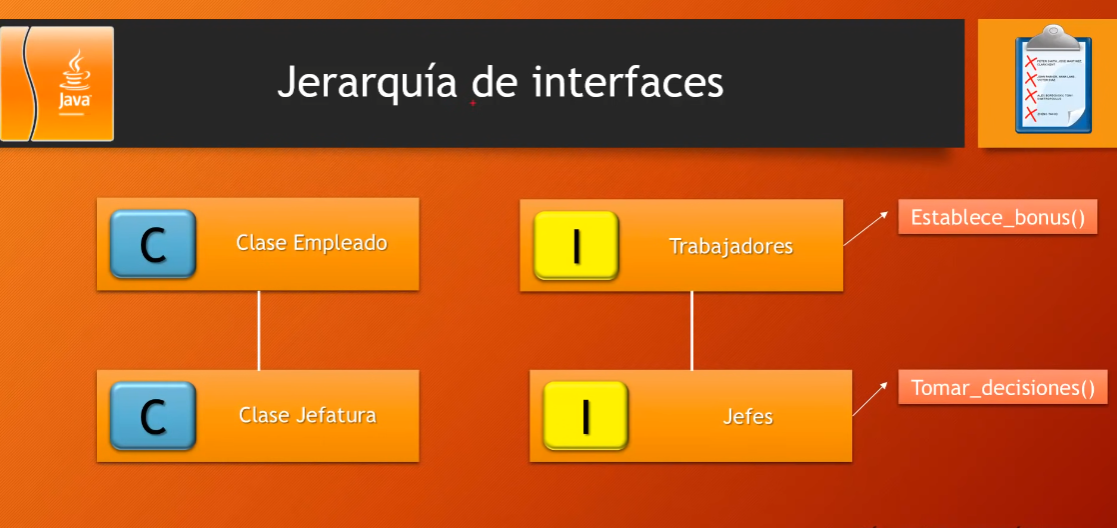 Java
Jerarquía de interfaces
C
Clase Empleado
I
Trabajadores
Establece_bonus()
C
Clase Jefatura
I
Jefes
Tomar_decisiones()